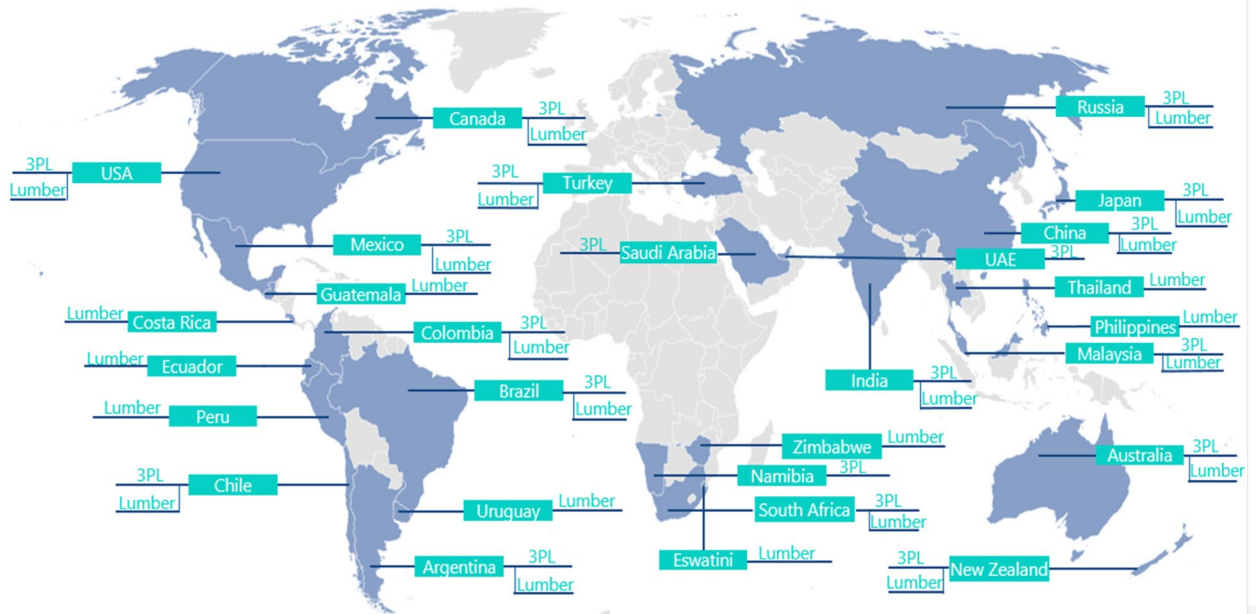 Canada
3PL
Lumber
Russia
3PL
Lumber
3PL
Lumber
USA
3PL
Lumber
Turkey
Japan
3PL
Lumber
China
3PL
Lumber
Mexico
3PL
Lumber
3PL
Saudi Arabia
UAE
3PL
Guatemala
Lumber
Thailand
Lumber
Lumber
Costa Rica
Colombia
3PL
Lumber
Philippines
Lumber
Malaysia
3PL
Lumber
Lumber
Ecuador
India
3PL
Lumber
Brazil
3PL
Lumber
Lumber
Peru
Zimbabwe
Lumber
Namibia
3PL
Australia
3PL
Lumber
3PL
Lumber
Chile
Uruguay
Lumber
South Africa
3PL
Lumber
Eswatini
Lumber
Argentina
3PL
Lumber
3PL
Lumber
New Zealand